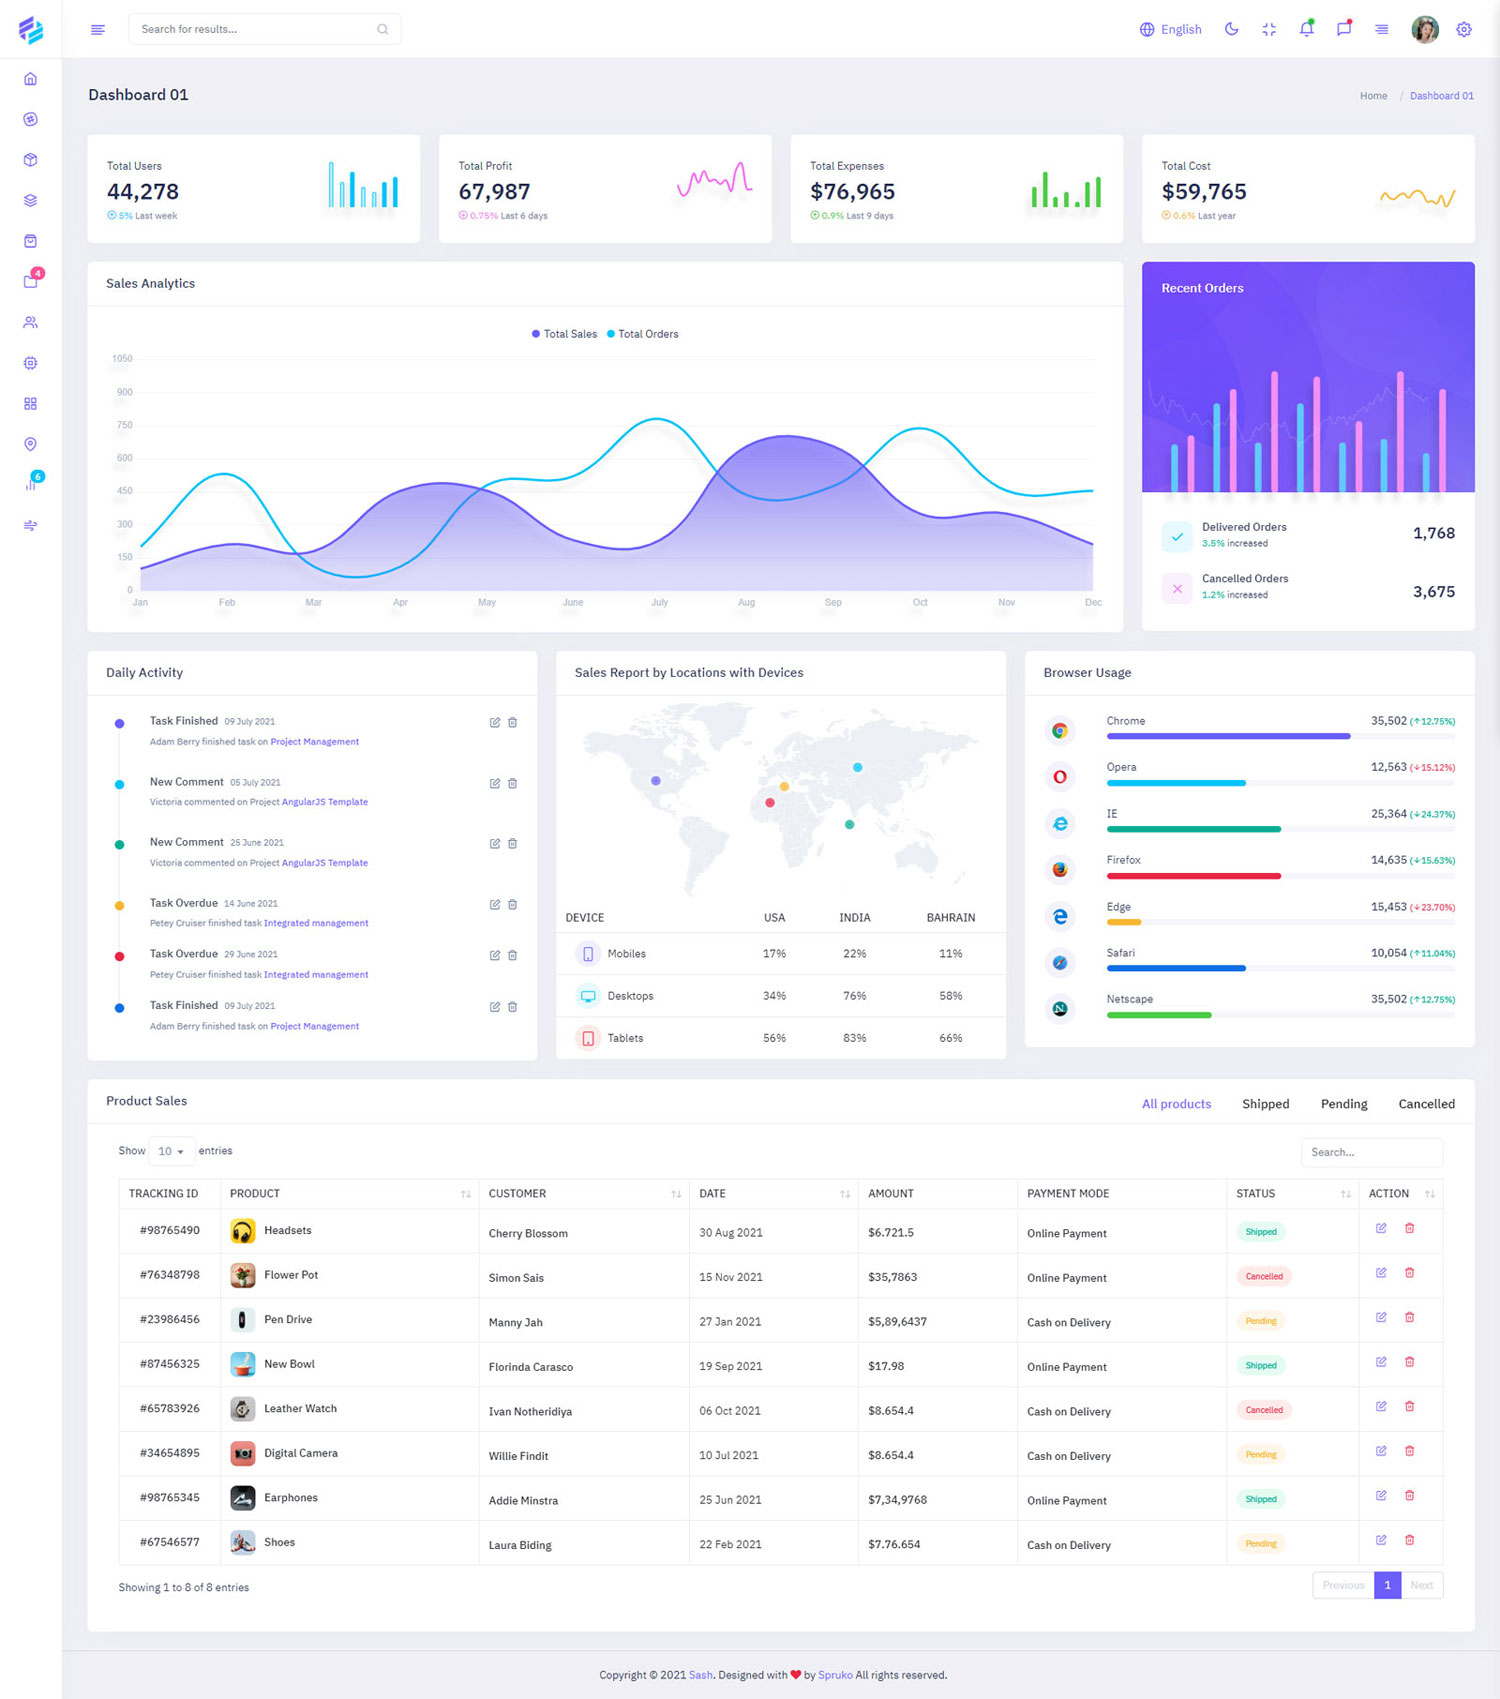 Search for results...
English
Dashboard 01
Home / Dashboard 01
Total Users
44,278
5% Last week
Total Profit
67,987
0.75% Last 6 days
Total Expenses
$76,965
0.9% Last 9 days
Total Cost
$59,765
0.6% Last year
4
6
Sales Analytics
Total Sales Total Orders
1050
900
750
600
450
300
150
0
Jan Feb Mar Apr May June July Aug Sep Oct Nov Dec
Recent Orders
Delivered Orders
3.5% increased
1,768
Cancelled Orders
1.2% increased
3,675
Daily Activity
Task Finished 09 July 2021
Adam Berry finished task on Project Management
New Comment 05 July 2021
Victoria commented on Project AngularJS Template
New Comment 25 June 2021
Victoria commented on Project AngularJS Template
Task Overdue 14 June 2021
Petey Cruiser finished task Integrated management
Task Overdue 29 June 2021
Petey Cruiser finished task Integrated management
Task Finished 09 July 2021
Adam Berry finished task on Project Management
Sales Report by Locations with Devices
DEVICE USA INDIA BAHRAIN
Mobiles 17% 22% 11%
Desktops 34% 76% 58%
Tablets 56% 83% 66%
Browser Usage
Chrome 35,502 (↑12.75%)
Opera 12,563 (↓15.12%)
IE 25,364 (↓24.37%)
Firefox 14,635 (↓15.63%)
Edge 15,453 (↓23.70%)
Safari 10,054 (↑11.04%)
Netscape 35,502 (↑12.75%)
Product Sales
All products Shipped Pending Cancelled
Show 10 entries
Search...
TRACKING ID PRODUCT CUSTOMER DATE AMOUNT PAYMENT MODE STATUS ACTION
#98765490 Headsets Cherry Blossom 30 Aug 2021 $6.721.5 Online Payment Shipped
#76348798 Flower Pot Simon Sais 15 Nov 2021 $35,7863 Online Payment Cancelled
#23986456 Pen Drive Manny Jah 27 Jan 2021 $5,89,6437 Cash on Delivery Pending
#87456325 New Bowl Florinda Carasco 19 Sep 2021 $17.98 Online Payment Shipped
#65783926 Leather Watch Ivan Notheridiya 06 Oct 2021 $8.654.4 Cash on Delivery Cancelled
#34654895 Digital Camera Willie Findit 10 Jul 2021 $8.654.4 Cash on Delivery Pending
#98765345 Earphones Addie Minstra 25 Jun 2021 $7,34,9768 Online Payment Shipped
#67546577 Shoes Laura Biding 22 Feb 2021 $7.76.654 Cash on Delivery Pending
Showing 1 to 8 of 8 entries
Previous 1 Next
Copyright © 2021 Sash. Designed with ❤ by Spruko All rights reserved.